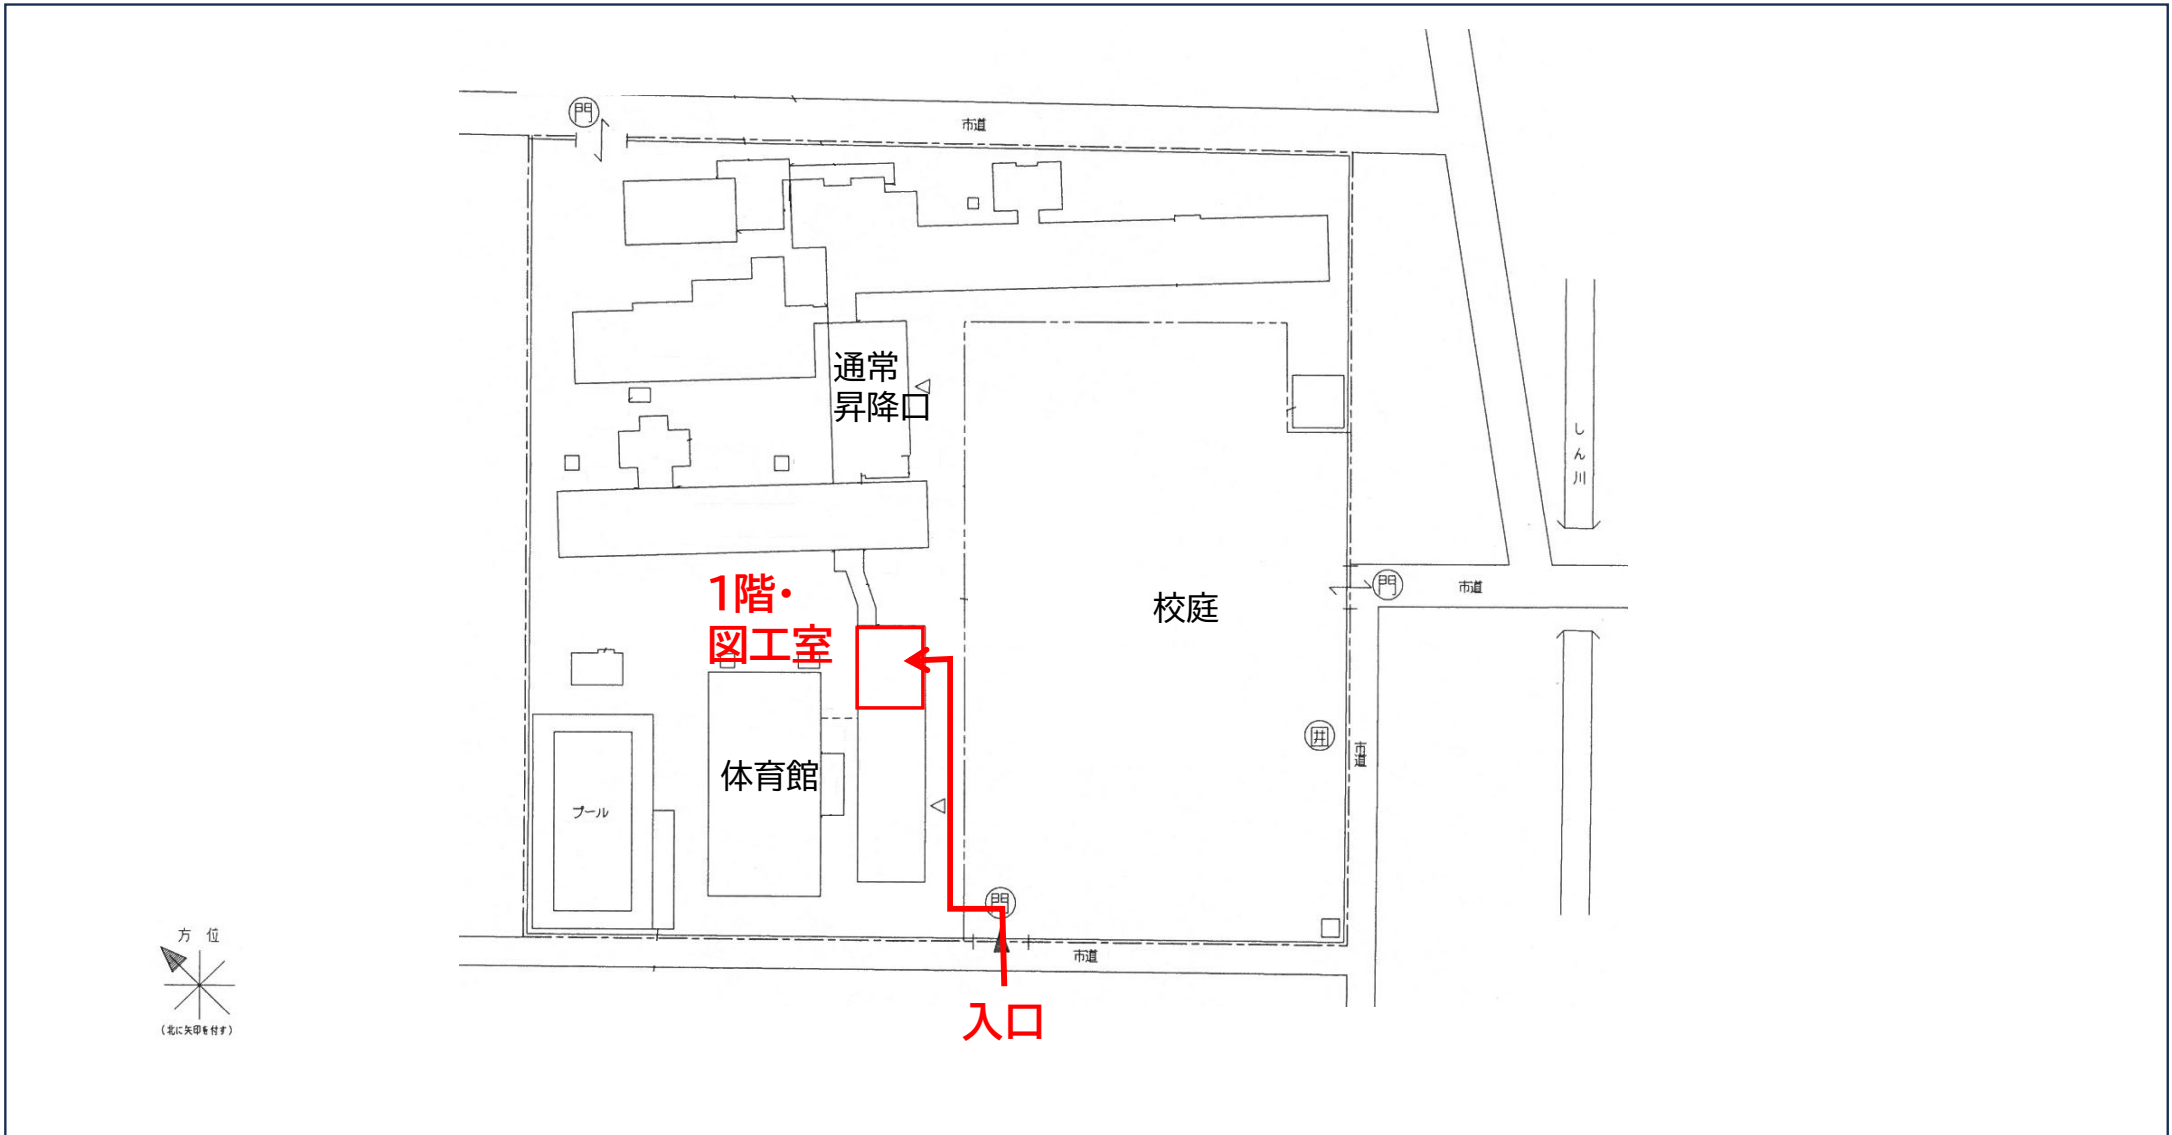 門
市道
通常
昇降口
しん川
1階・
図工室
校庭
門
市道
囲
市道
体育館
プール
門
方 位
市道
(北に矢印を付す)
入口